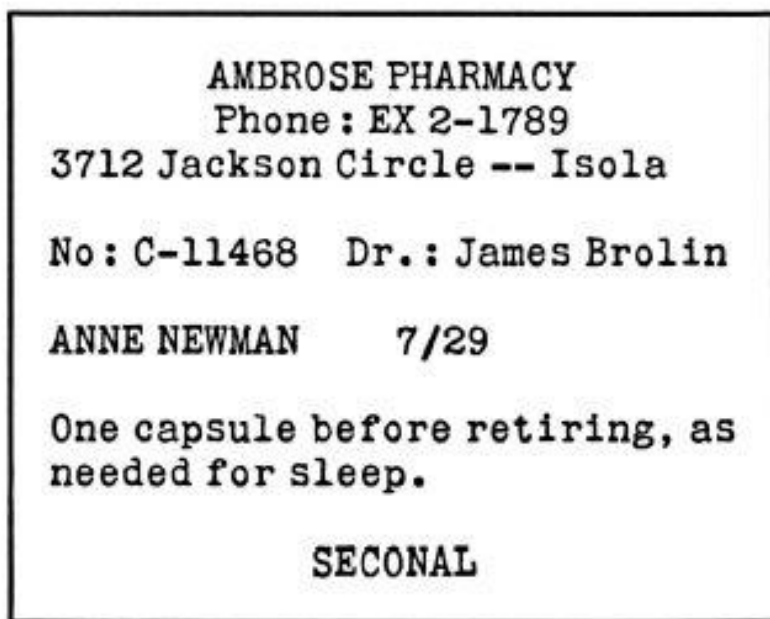 AMBROSE PHARMACY
Phone: EX 2-1789
3712 Jackson Circle -- Isola
No: C-11468 Dr.: James Brolin
ANNE NEWMAN 7/29
One capsule before retiring, as
needed for sleep.
SECONAL